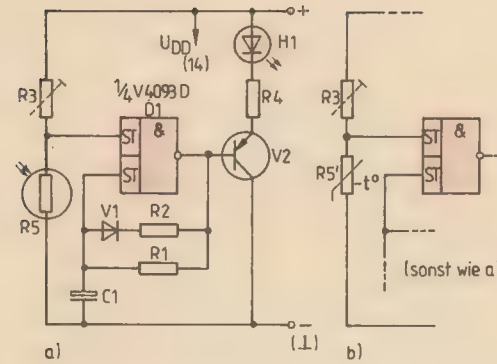 +
U_DD
(14)
H1
¼ V4093D
D1
R3
R4
ST
&
ST
V2
R5
V1
R2
R1
C1
a)
−
(⊥)
R3
ST
&
ST
R5'
-t°
(sonst wie a
b)